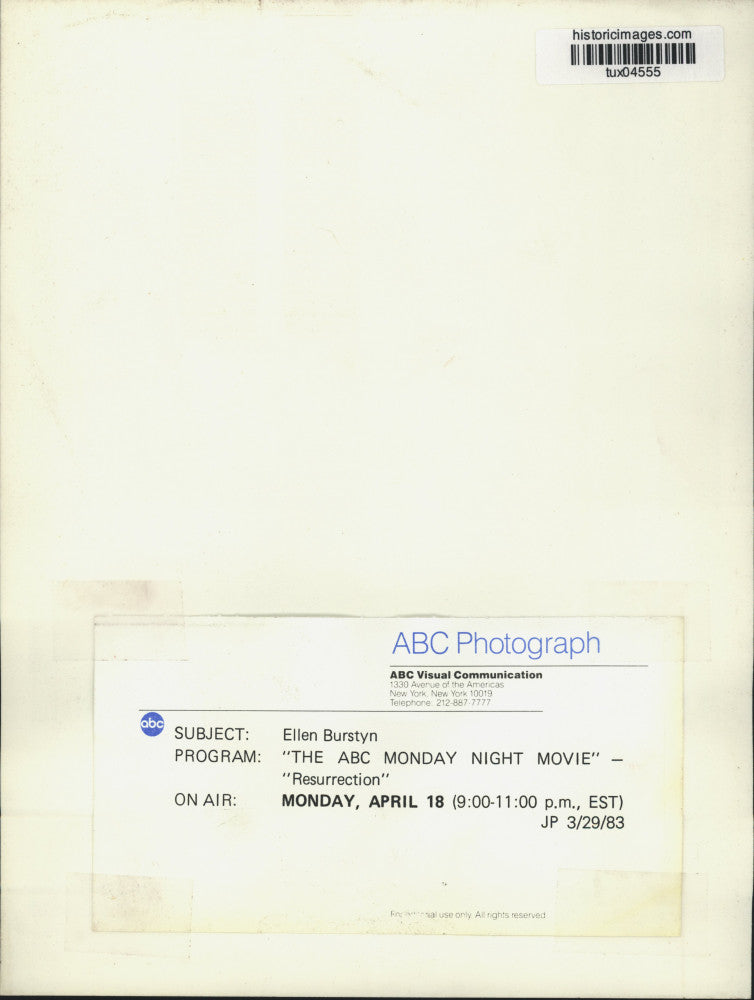 historicimages.com
tux04555
ABC Photograph
ABC Visual Communication
1330 Avenue of the Americas
New York, New York 10019
Telephone: 212-887-7777
abc
SUBJECT: Ellen Burstyn
PROGRAM: "THE ABC MONDAY NIGHT MOVIE" —
"Resurrection"
ON AIR: MONDAY, APRIL 18 (9:00-11:00 p.m., EST)
JP 3/29/83
use only. All rights reserved